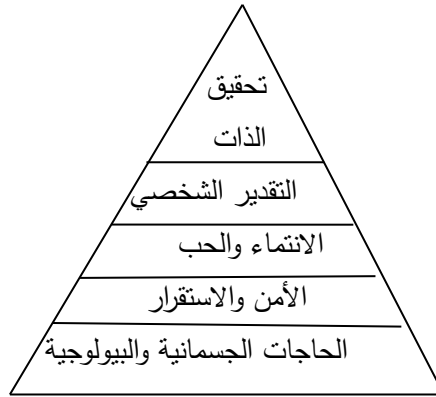 تحقيق
الذات
التقدير الشخصي
الانتماء والحب
الأمن والاستقرار
الحاجات الجسمانية والبيولوجية